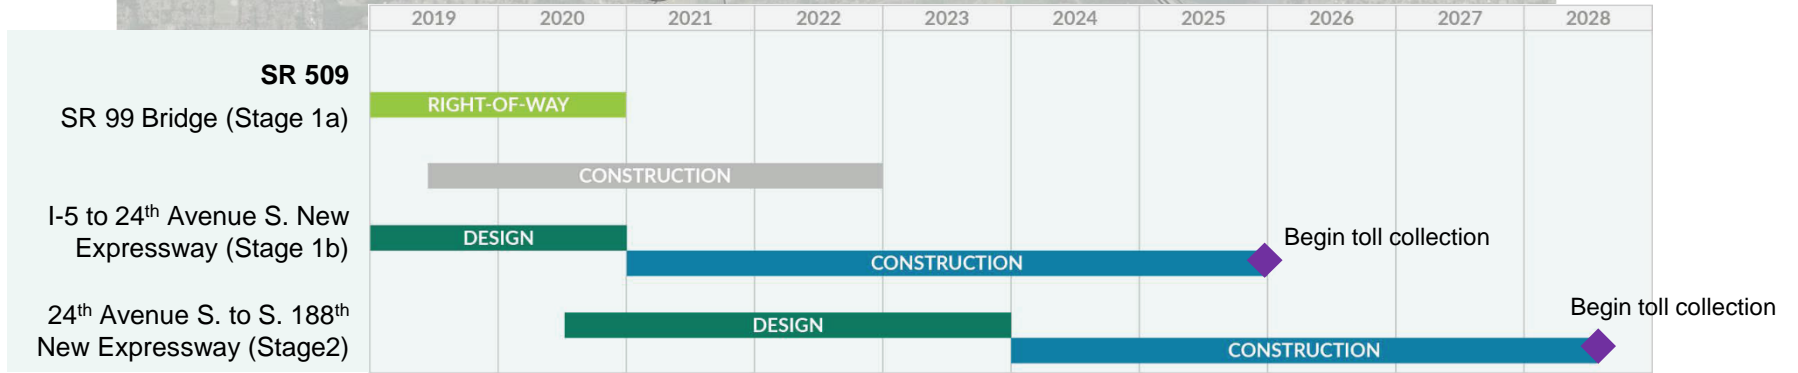 2019 2020 2021 2022 2023 2024 2025 2026 2027 2028
SR 509
SR 99 Bridge (Stage 1a)
RIGHT-OF-WAY
CONSTRUCTION
I-5 to 24th Avenue S. New
Expressway (Stage 1b)
DESIGN
CONSTRUCTION
Begin toll collection
24th Avenue S. to S. 188th
New Expressway (Stage2)
DESIGN
CONSTRUCTION
Begin toll collection